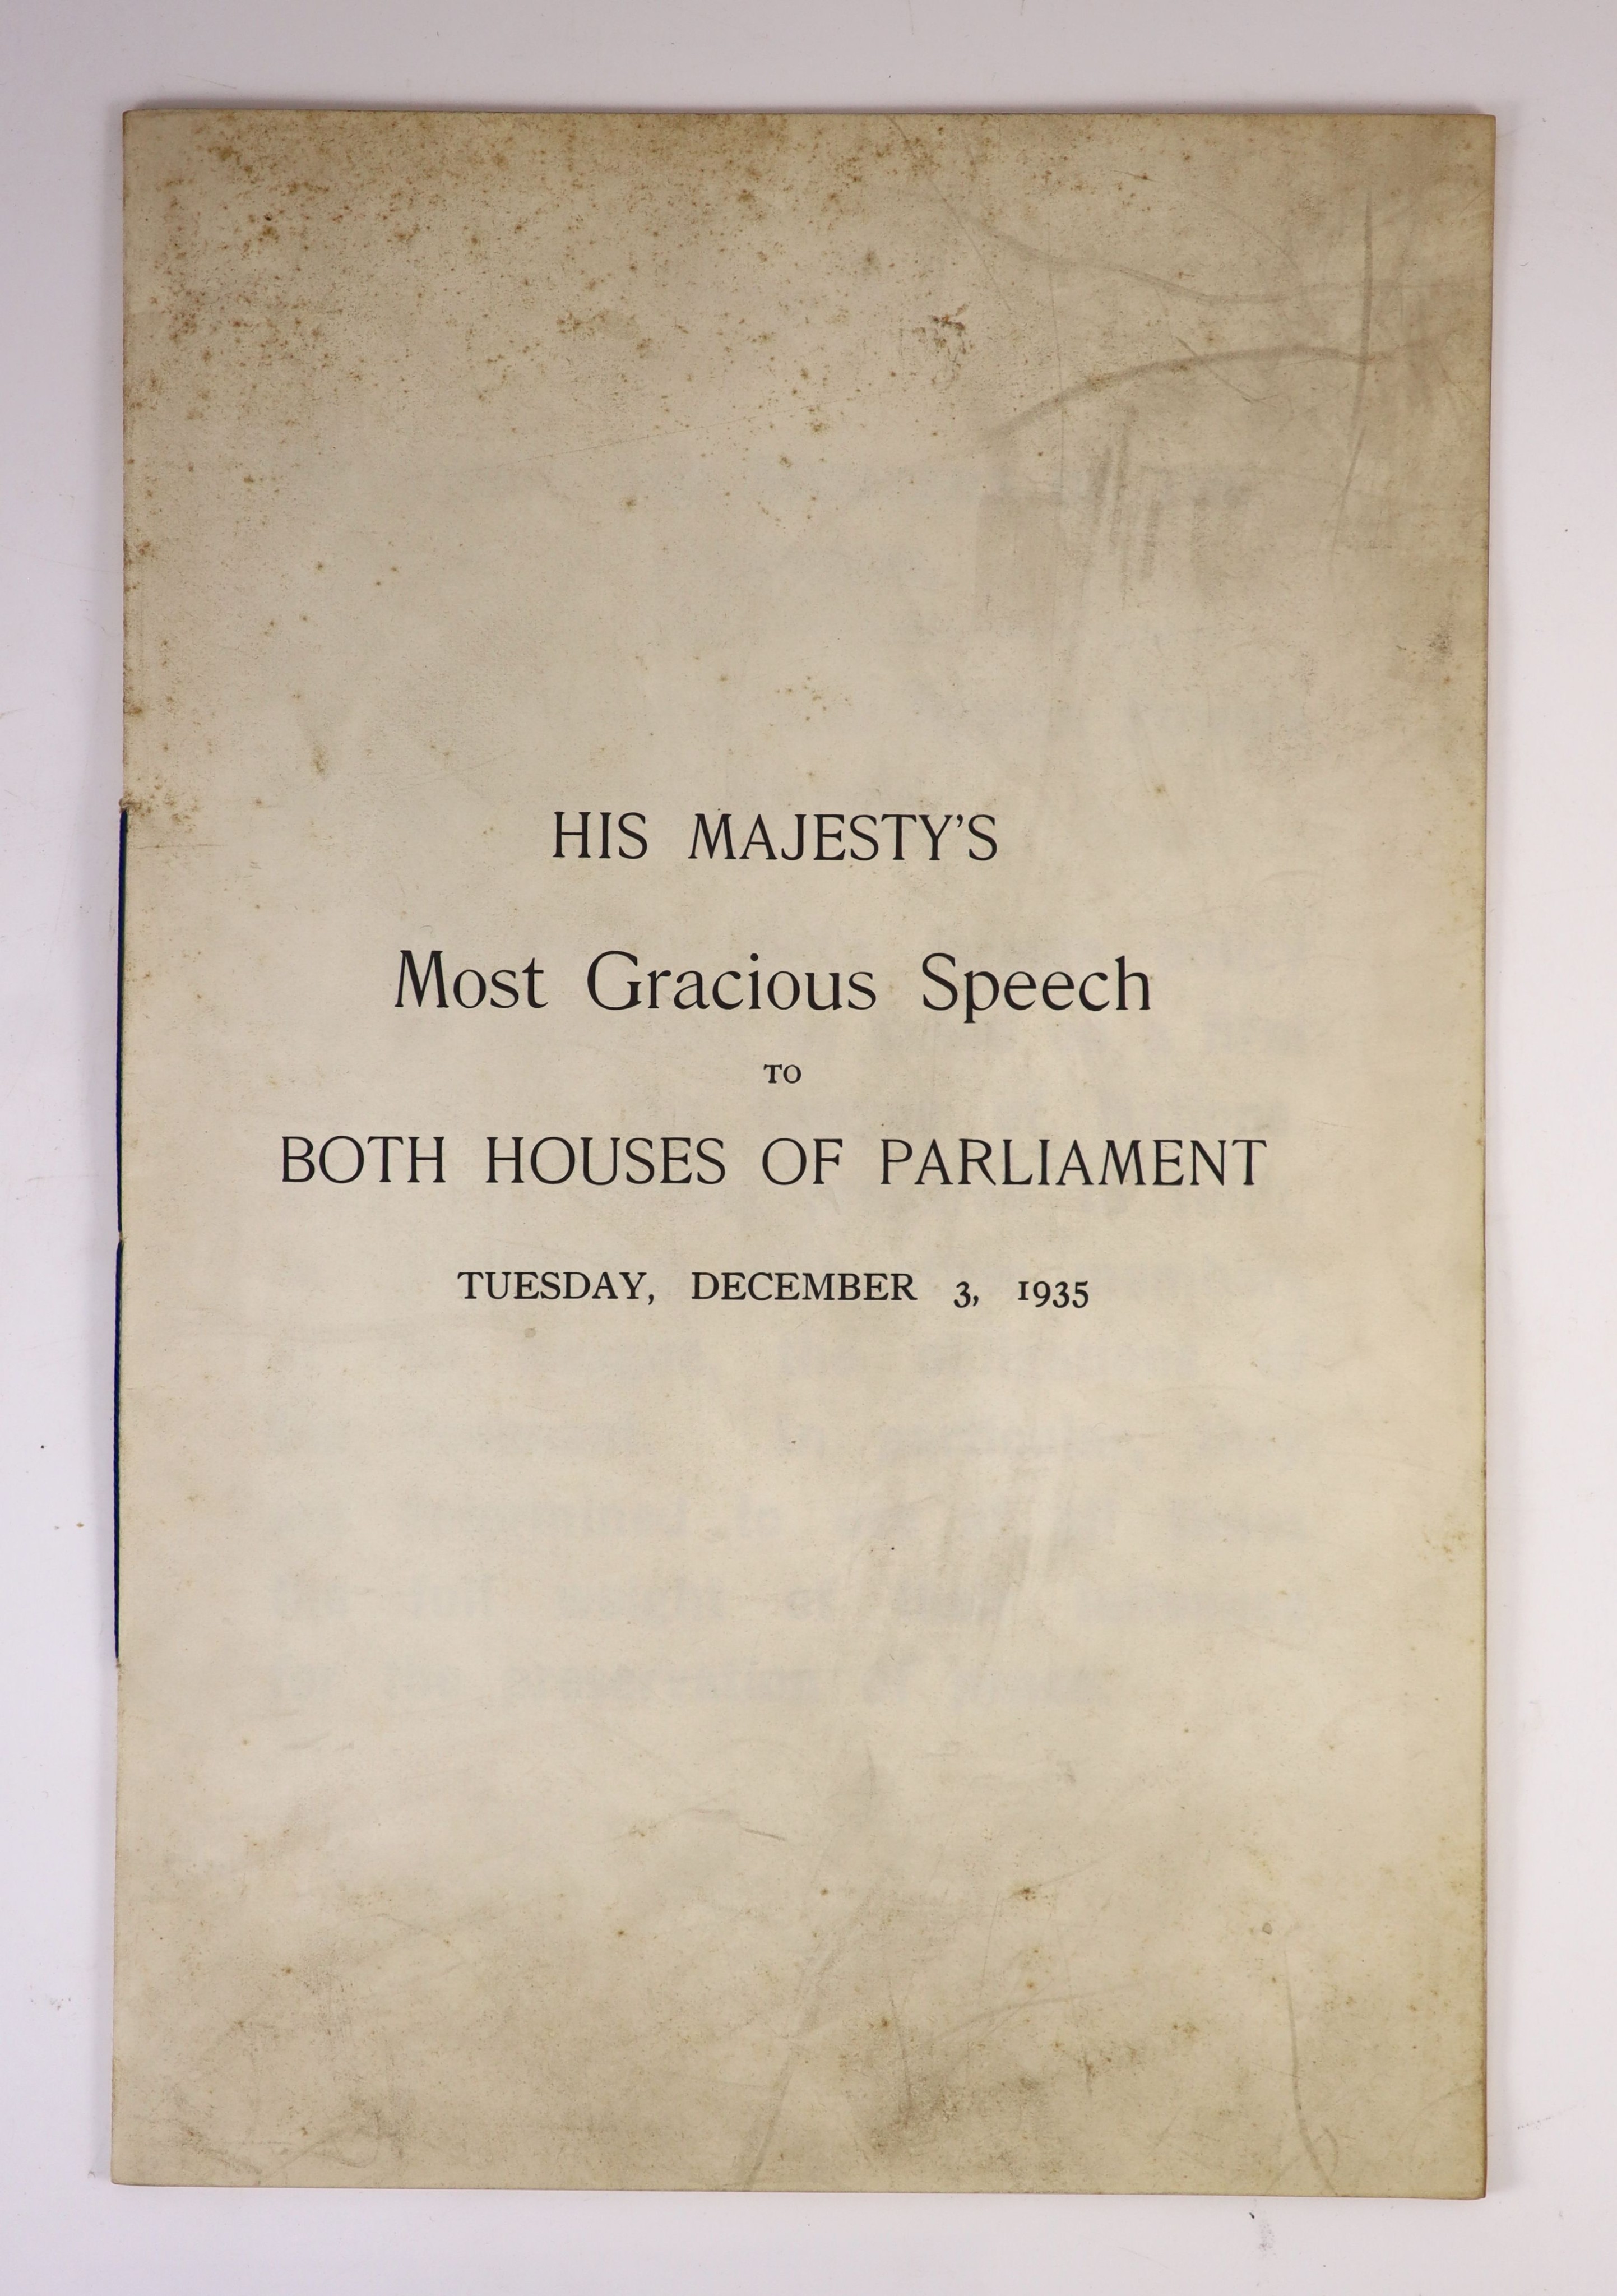 HIS MAJESTY'S
Most Gracious Speech
TO
BOTH HOUSES OF PARLIAMENT
TUESDAY, DECEMBER 3, 1935